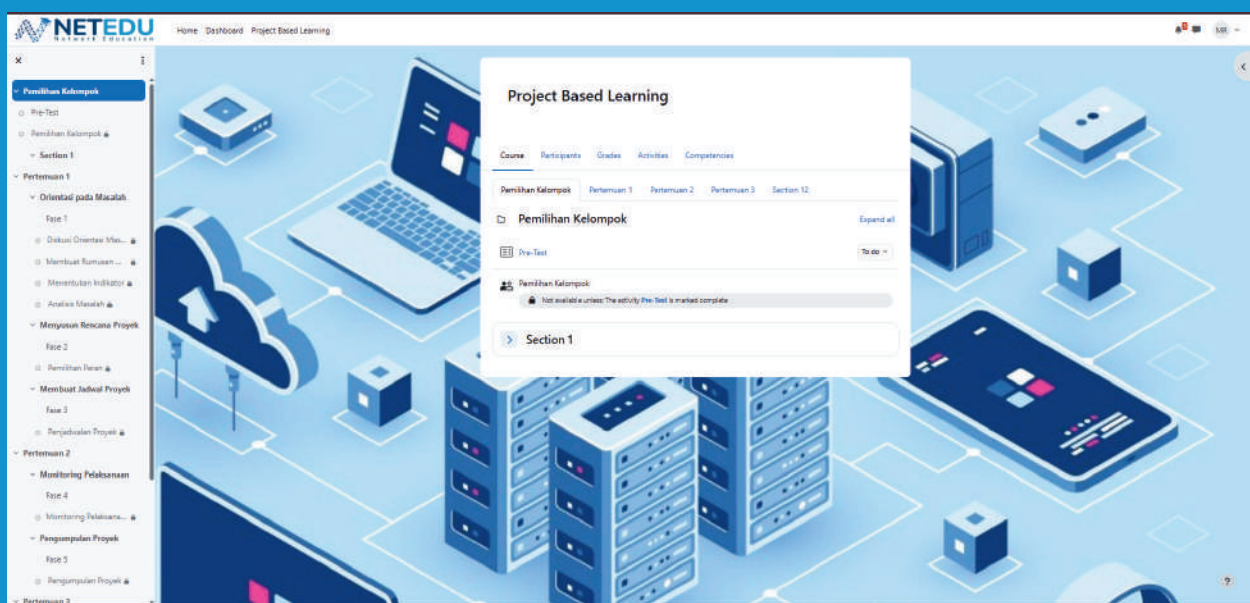 NETEDU
Network Education
Home Dashboard Project Based Learning
MR
Pemilihan Kelompok
Pre-Test
Pemilihan Kelompok
Section 1
Pertemuan 1
Orientasi pada Masalah
Fase 1
Diskusi Orientasi Mas...
Membuat Rumusan ...
Menentukan Indikator
Analisis Masalah
Menyusun Rencana Proyek
Fase 2
Pemilihan Peran
Membuat Jadwal Proyek
Fase 3
Penjadwalan Proyek
Pertemuan 2
Monitoring Pelaksanaan
Fase 4
Monitoring Pelaksana...
Pengumpulan Proyek
Fase 5
Pengumpulan Proyek
Pertemuan 3
Project Based Learning
Course Participants Grades Activities Competencies
Pemilihan Kelompok Pertemuan 1 Pertemuan 2 Pertemuan 3 Section 12
Pemilihan Kelompok Expand all
Pre-Test To do
Pemilihan Kelompok
Not available unless: The activity Pre-Test is marked complete
Section 1
?